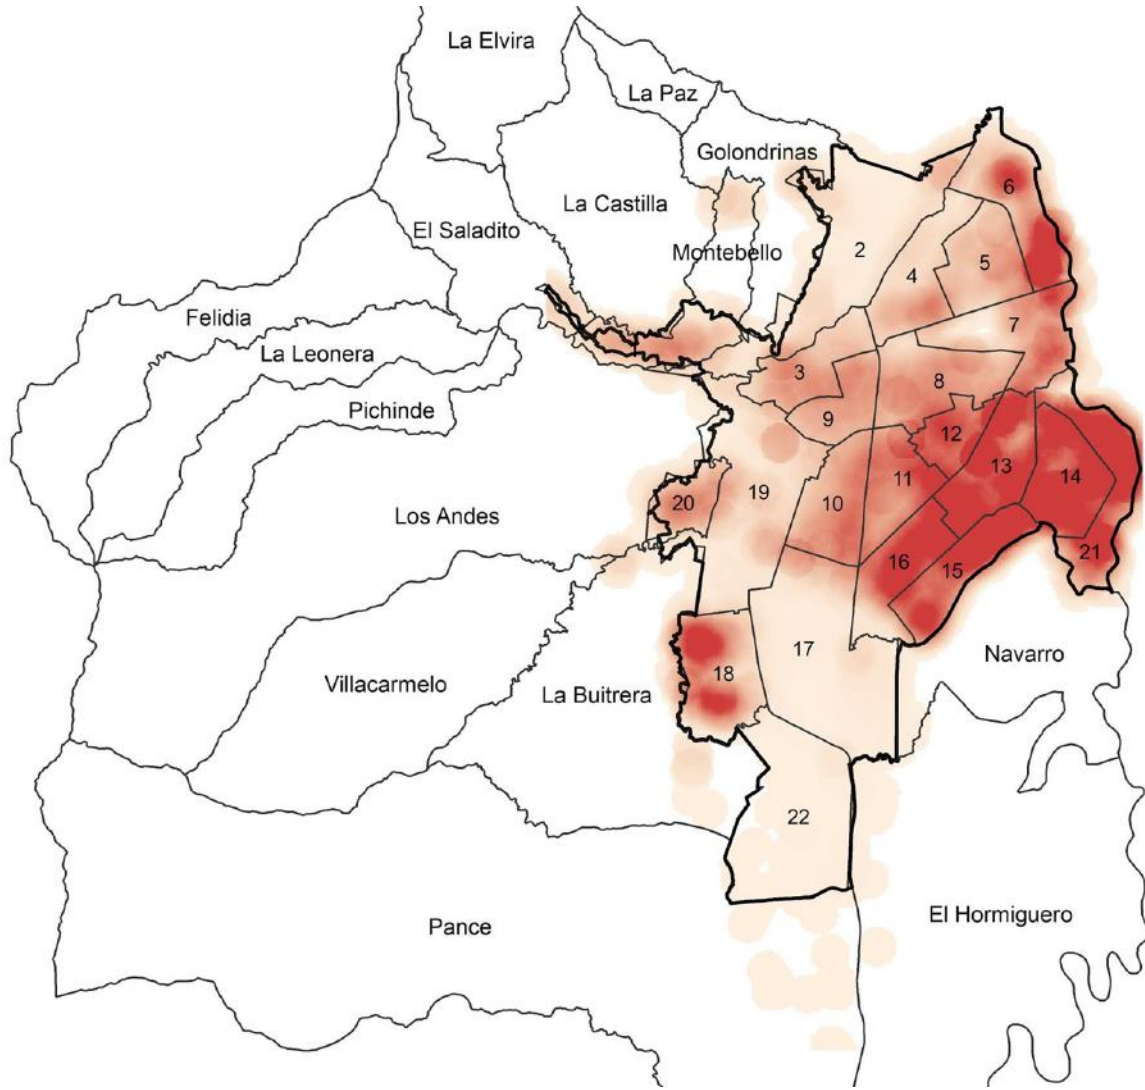 La Elvira
La Paz
Golondrinas
La Castilla
6
El Saladito
Montebello
2
5
4
Felidia
7
La Leonera
3
8
Pichinde
9
12
13
14
11
19
20
10
Los Andes
21
16
15
17
Navarro
18
Villacarmelo
La Buitrera
22
El Hormiguero
Pance